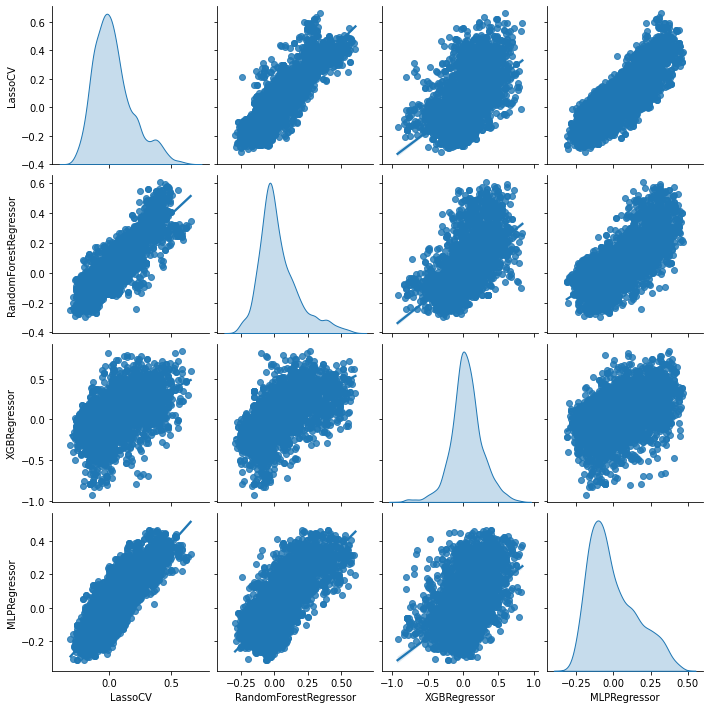 LassoCV
0.6
0.4
0.2
0.0
−0.2
−0.4
RandomForestRegressor
0.6
0.4
0.2
0.0
−0.2
−0.4
XGBRegressor
0.5
0.0
−0.5
−1.0
MLPRegressor
0.4
0.2
0.0
−0.2
0.0 0.5
−0.25 0.00 0.25 0.50
−1.0 −0.5 0.0 0.5 1.0
−0.25 0.00 0.25 0.50
LassoCV RandomForestRegressor XGBRegressor MLPRegressor